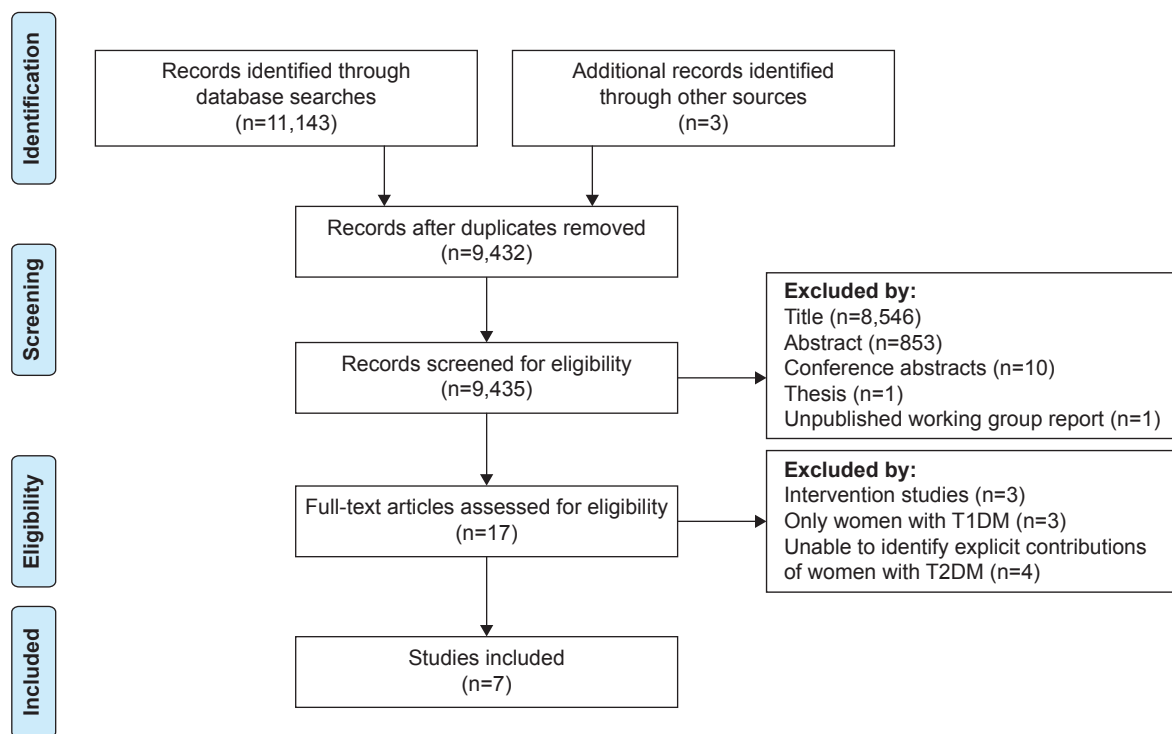 Identification
Records identified through
database searches
(n=11,143)
Additional records identified
through other sources
(n=3)
Records after duplicates removed
(n=9,432)
Screening
Records screened for eligibility
(n=9,435)
Excluded by:
Title (n=8,546)
Abstract (n=853)
Conference abstracts (n=10)
Thesis (n=1)
Unpublished working group report (n=1)
Eligibility
Full-text articles assessed for eligibility
(n=17)
Excluded by:
Intervention studies (n=3)
Only women with T1DM (n=3)
Unable to identify explicit contributions
of women with T2DM (n=4)
Included
Studies included
(n=7)